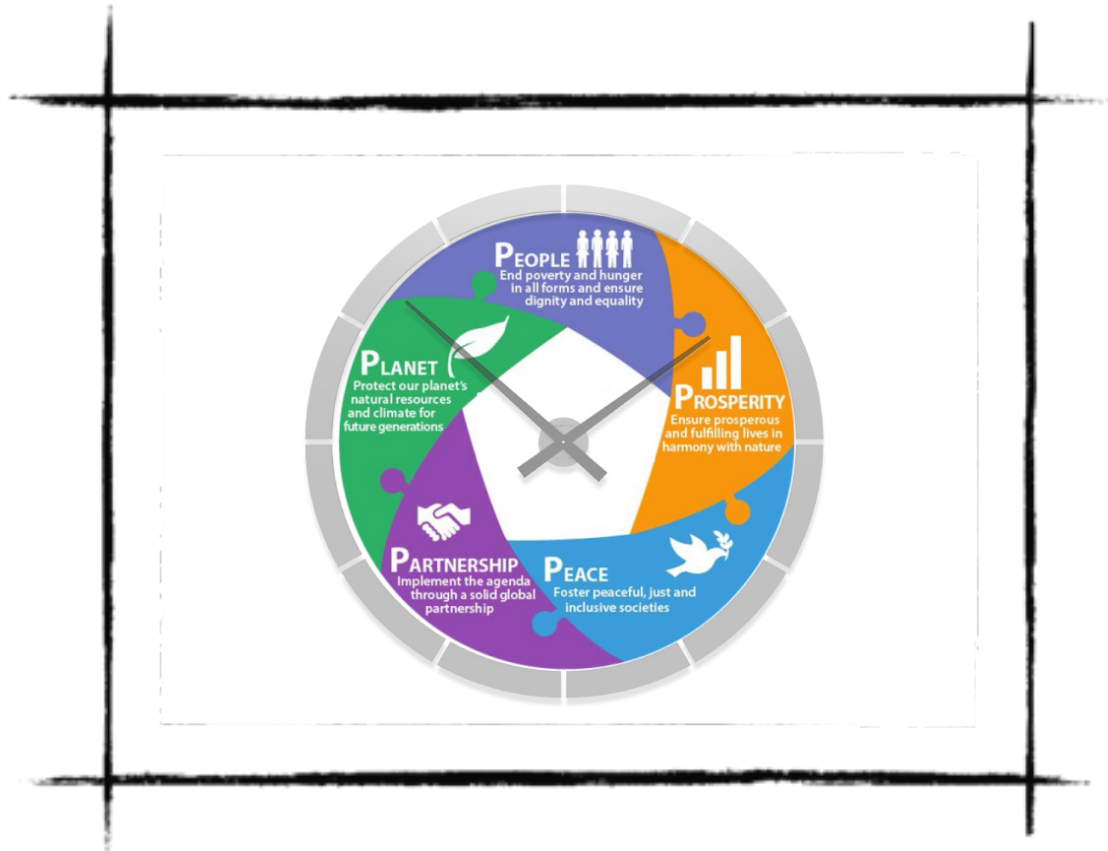 PEOPLE
End poverty and hunger
in all forms and ensure
dignity and equality
PROSPERITY
Ensure prosperous
and fulfilling lives in
harmony with nature
PEACE
Foster peaceful, just and
inclusive societies
PARTNERSHIP
Implement the agenda
through a solid global
partnership
PLANET
Protect our planet's
natural resources
and climate for
future generations